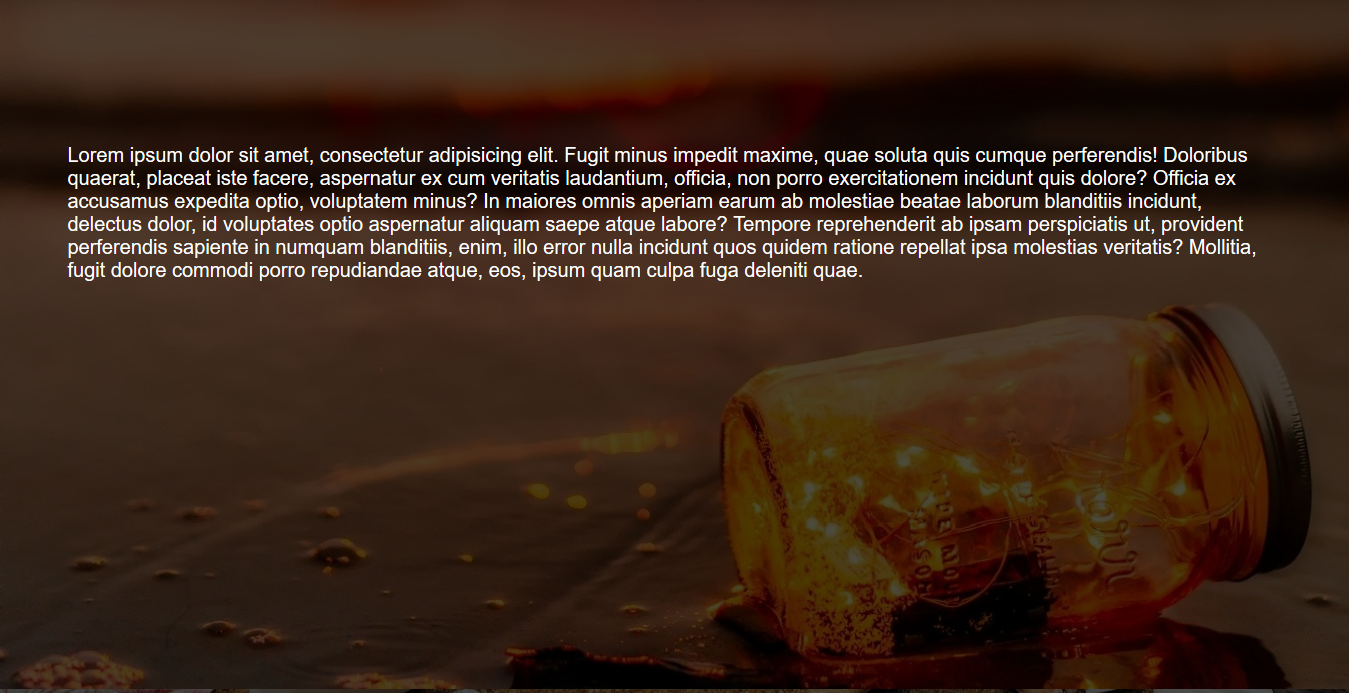 Lorem ipsum dolor sit amet, consectetur adipisicing elit. Fugit minus impedit maxime, quae soluta quis cumque perferendis! Doloribus
quaerat, placeat iste facere, aspernatur ex cum veritatis laudantium, officia, non porro exercitationem incidunt quis dolore? Officia ex
accusamus expedita optio, voluptatem minus? In maiores omnis aperiam earum ab molestiae beatae laborum blanditiis incidunt,
delectus dolor, id voluptates optio aspernatur aliquam saepe atque labore? Tempore reprehenderit ab ipsam perspiciatis ut, provident
perferendis sapiente in numquam blanditiis, enim, illo error nulla incidunt quos quidem ratione repellat ipsa molestias veritatis? Mollitia,
fugit dolore commodi porro repudiandae atque, eos, ipsum quam culpa fuga deleniti quae.